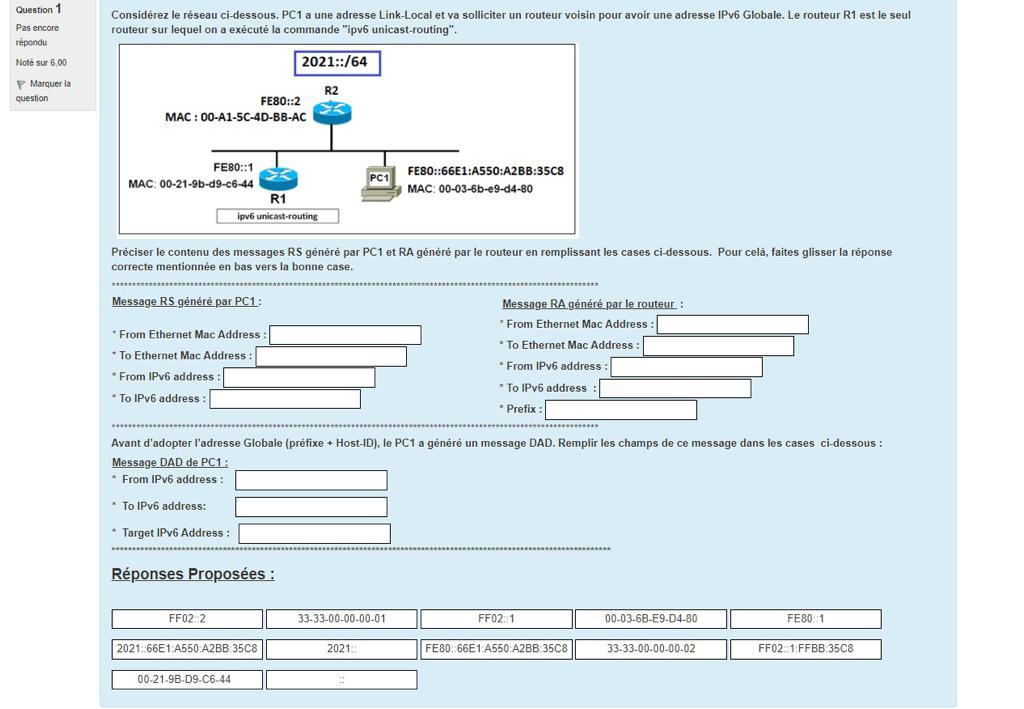 Question 1
Pas encore
répondu
Noté sur 6,00
Marquer la
question
Considérez le réseau ci-dessous. PC1 a une adresse Link-Local et va solliciter un routeur voisin pour avoir une adresse IPv6 Globale. Le routeur R1 est le seul
routeur sur lequel on a exécuté la commande "ipv6 unicast-routing".
2021::/64
R2
FE80::2
MAC : 00-A1-5C-4D-BB-AC
FE80::1
MAC: 00-21-9b-d9-c6-44
R1
ipv6 unicast-routing
PC1
FE80::66E1:A550:A2BB:35C8
MAC: 00-03-6b-e9-d4-80
Préciser le contenu des messages RS généré par PC1 et RA généré par le routeur en remplissant les cases ci-dessous. Pour celà, faites glisser la réponse
correcte mentionnée en bas vers la bonne case.
Message RS généré par PC1 :
* From Ethernet Mac Address :
* To Ethernet Mac Address :
* From IPv6 address :
* To IPv6 address :
Message RA généré par le routeur :
* From Ethernet Mac Address :
* To Ethernet Mac Address :
* From IPv6 address :
* To IPv6 address :
* Prefix :
Avant d'adopter l'adresse Globale (préfixe + Host-ID), le PC1 a généré un message DAD. Remplir les champs de ce message dans les cases ci-dessous :
Message DAD de PC1 :
* From IPv6 address :
* To IPv6 address:
* Target IPv6 Address :
Réponses Proposées :
FF02::2 33-33-00-00-00-01 FF02::1 00-03-6B-E9-D4-80 FE80::1
2021::66E1:A550:A2BB:35C8 2021:: FE80::66E1:A550:A2BB:35C8 33-33-00-00-00-02 FF02::1:FFBB:35C8
00-21-9B-D9-C6-44 ::